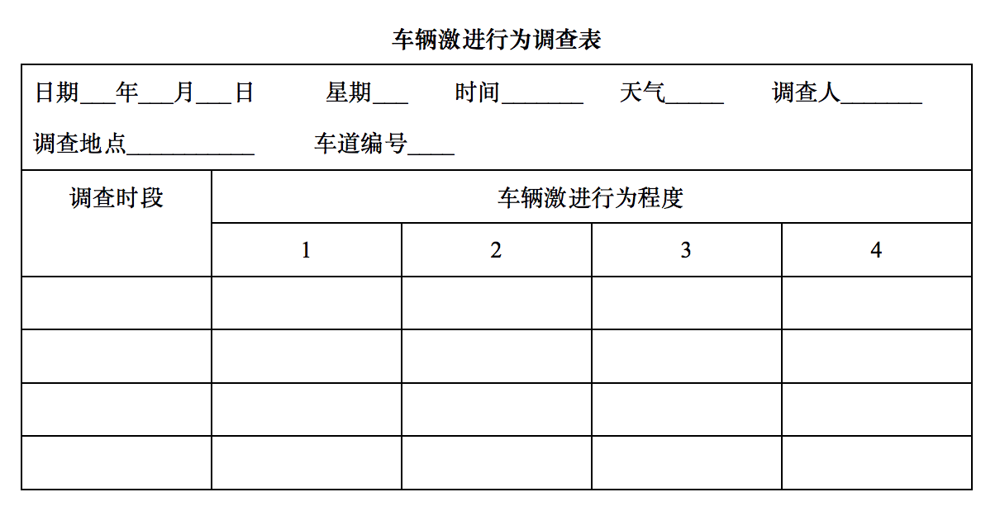 车辆激进行为调查表
日期___年___月___日 星期___ 时间_______ 天气_____ 调查人_______
调查地点___________ 车道编号____
调查时段 车辆激进行为程度
1 2 3 4